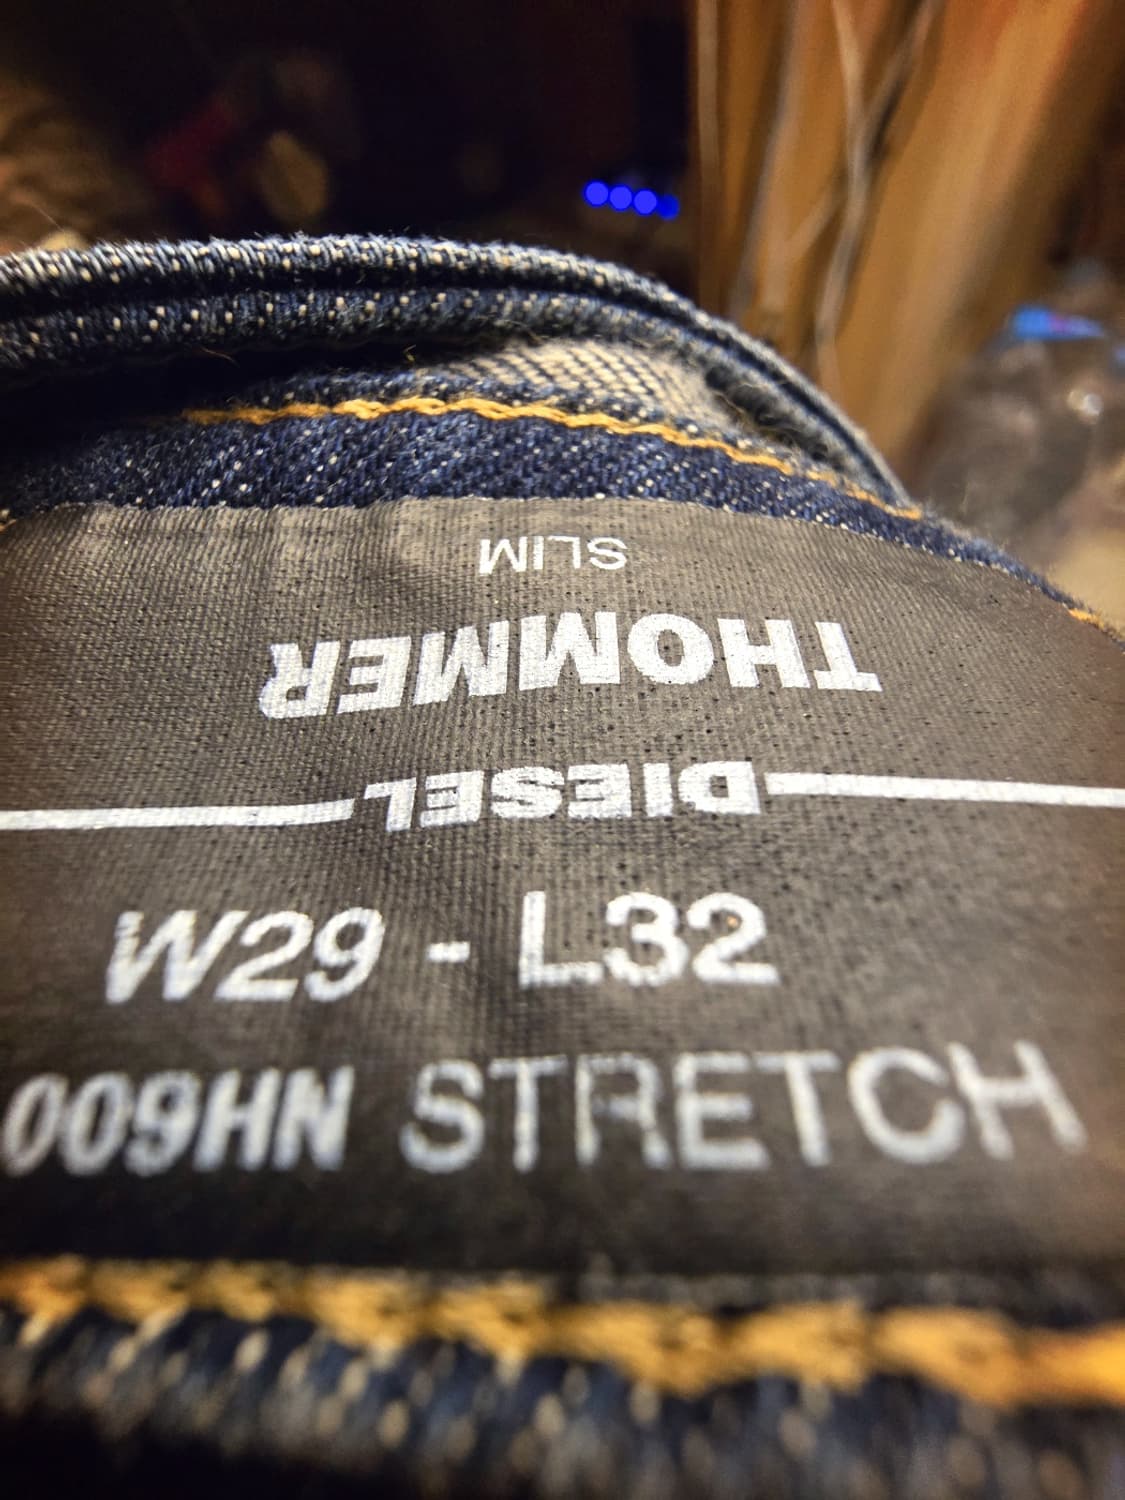 SLIM
THOMMER
DIESEL
W29 - L32
009HN STRETCH